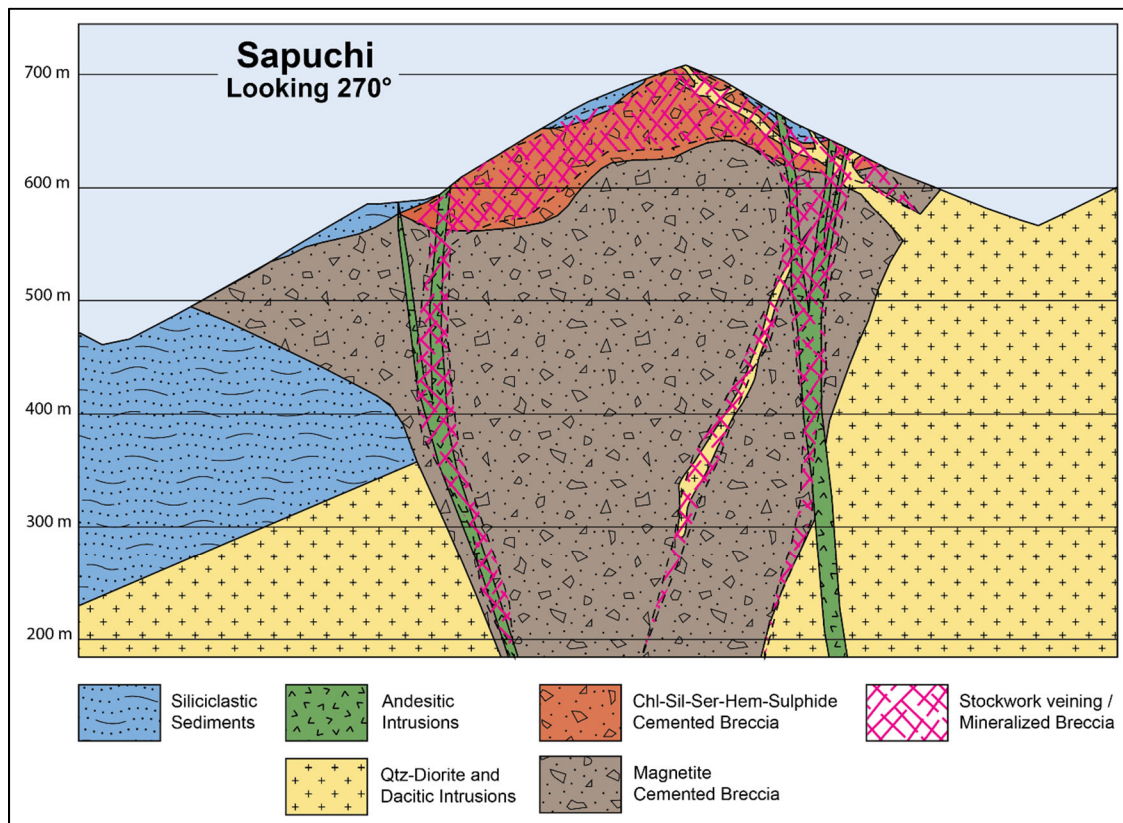 Sapuchi
Looking 270°
700 m
600 m
500 m
400 m
300 m
200 m
Siliciclastic
Sediments
Andesitic
Intrusions
Chl-Sil-Ser-Hem-Sulphide
Cemented Breccia
Stockwork veining /
Mineralized Breccia
Qtz-Diorite and
Dacitic Intrusions
Magnetite
Cemented Breccia